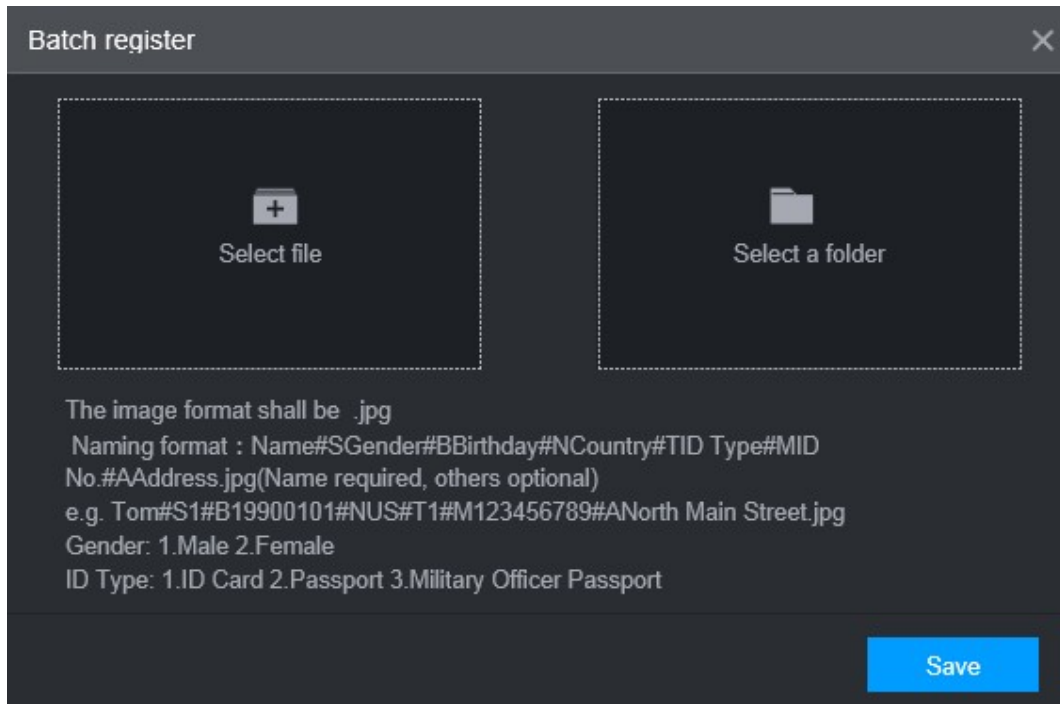 Batch register
Select file
Select a folder
The image format shall be .jpg
Naming format：Name#SGender#BBirthday#NCountry#TID Type#MID
No.#AAddress.jpg(Name required, others optional)
e.g. Tom#S1#B19900101#NUS#T1#M123456789#ANorth Main Street.jpg
Gender: 1.Male 2.Female
ID Type: 1.ID Card 2.Passport 3.Military Officer Passport
Save